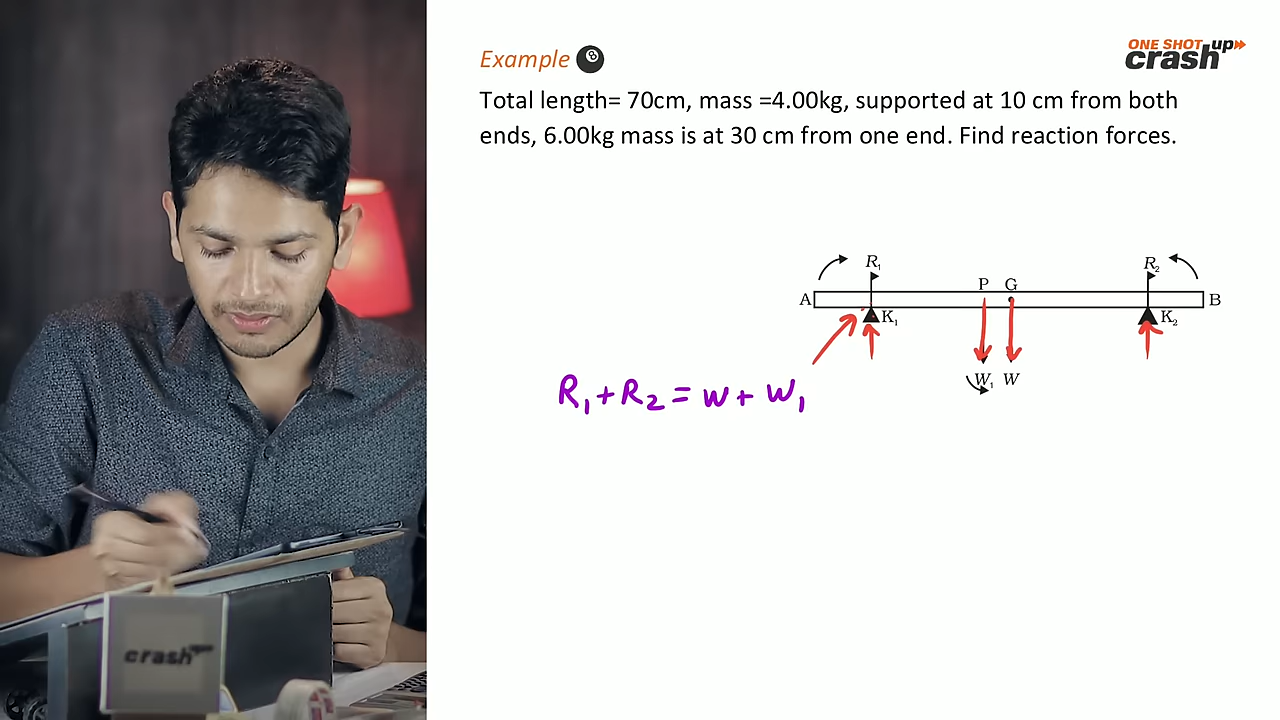 Example 8
ONE SHOT
crash up
Total length= 70cm, mass =4.00kg, supported at 10 cm from both
ends, 6.00kg mass is at 30 cm from one end. Find reaction forces.
R₁ R₂
P G
A B
K₁ K₂
W₁ W
R₁+R₂ = w + w₁
crash up